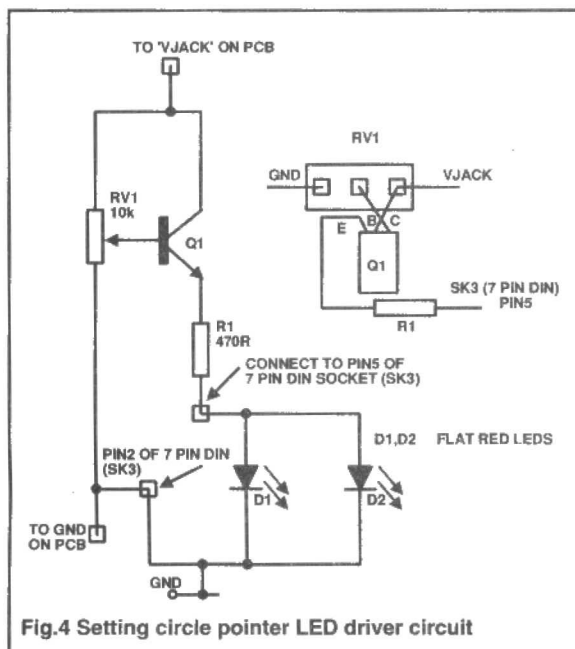 TO 'VJACK' ON PCB
RV1
10k
Q1
R1
470R
CONNECT TO PIN5 OF
7 PIN DIN SOCKET (SK3)
PIN2 OF 7 PIN DIN
(SK3)
TO GND
ON PCB
GND
D1
D2
D1,D2 FLAT RED LEDS
RV1
GND
VJACK
E
B
C
Q1
R1
SK3 (7 PIN DIN)
PIN5
Fig.4 Setting circle pointer LED driver circuit